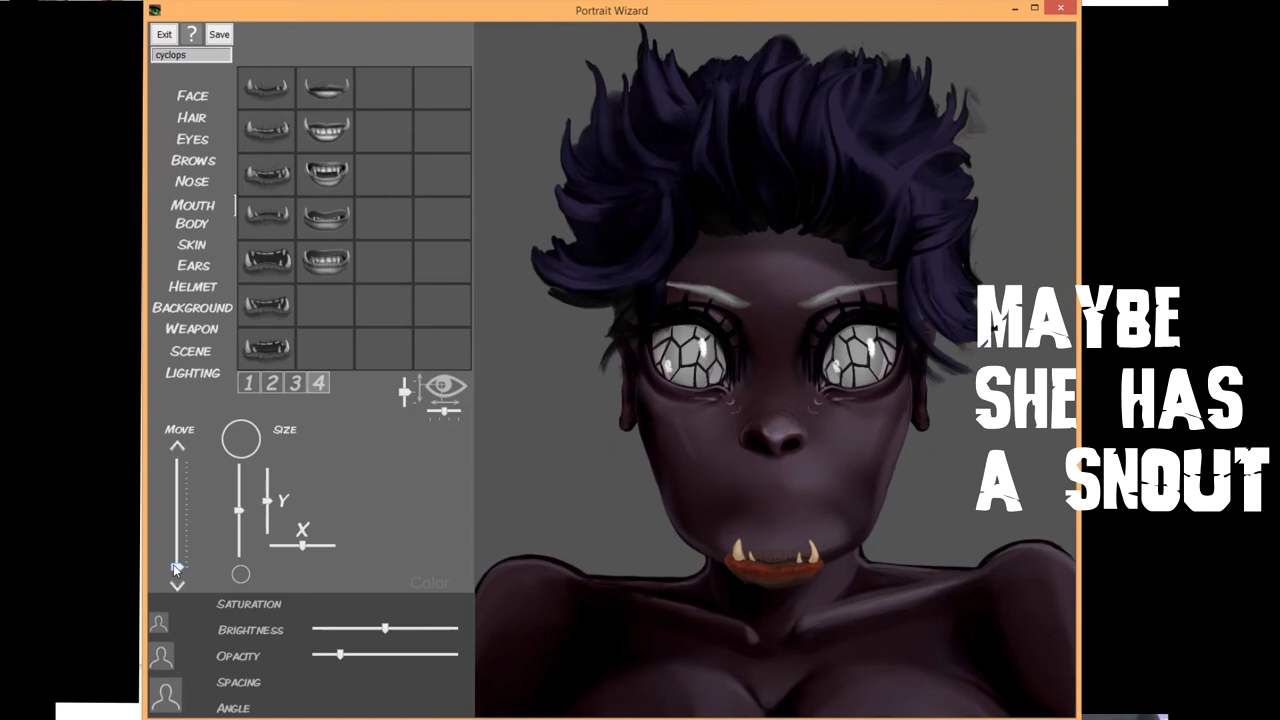 Portrait Wizard
Exit ? Save
cyclops
FACE
HAIR
EYES
BROWS
NOSE
MOUTH
BODY
SKIN
EARS
HELMET
BACKGROUND
WEAPON
SCENE
LIGHTING
1 2 3 4
MOVE
SIZE
Y
X
Color
SATURATION
BRIGHTNESS
OPACITY
SPACING
ANGLE
MAYBE
SHE HAS
A SNOUT